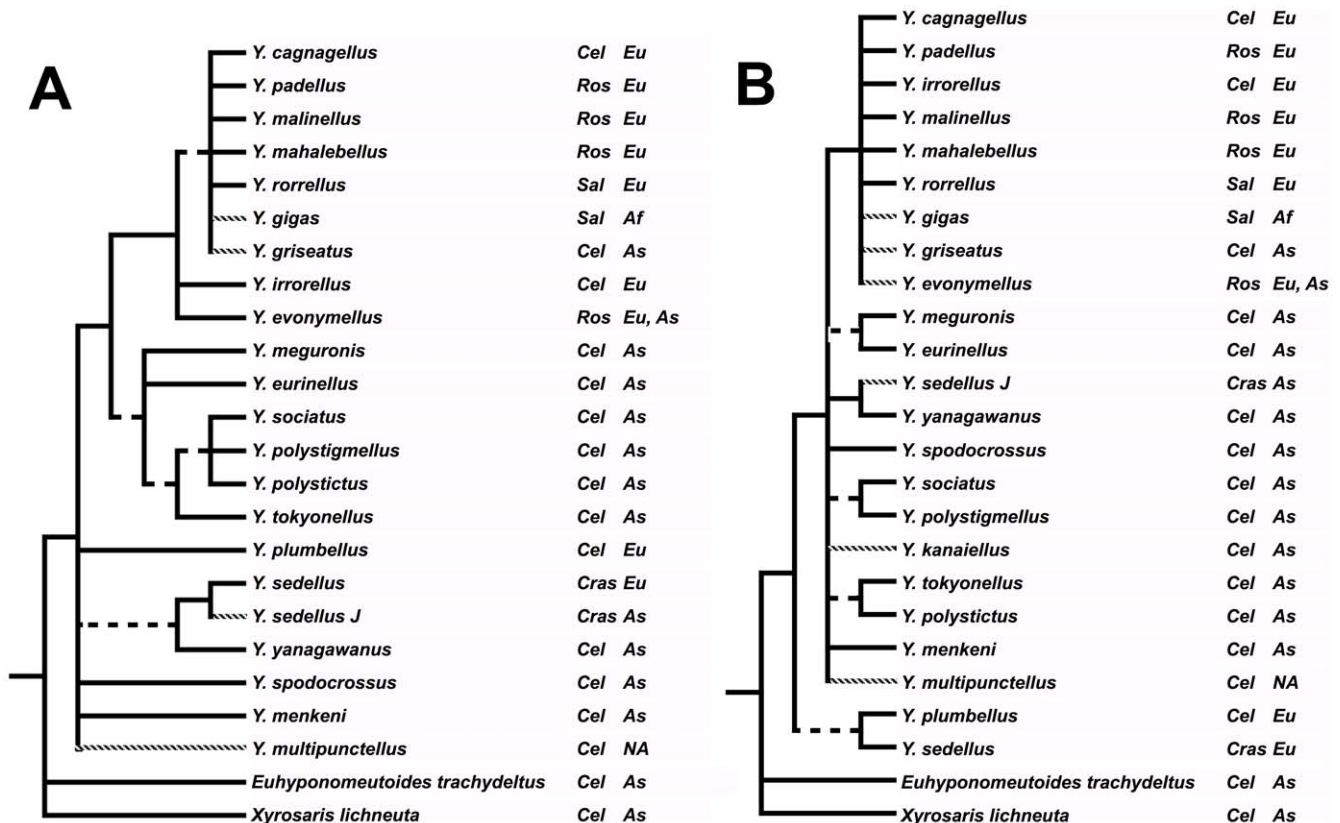 A
Y. cagnagellus Cel Eu
Y. padellus Ros Eu
Y. malinellus Ros Eu
Y. mahalebellus Ros Eu
Y. rorrellus Sal Eu
Y. gigas Sal Af
Y. griseatus Cel As
Y. irrorellus Cel Eu
Y. evonymellus Ros Eu, As
Y. meguronis Cel As
Y. eurinellus Cel As
Y. sociatus Cel As
Y. polystigmellus Cel As
Y. polystictus Cel As
Y. tokyonellus Cel As
Y. plumbellus Cel Eu
Y. sedellus Cras Eu
Y. sedellus J Cras As
Y. yanagawanus Cel As
Y. spodocrossus Cel As
Y. menkeni Cel As
Y. multipunctellus Cel NA
Euhyponomeutoides trachydeltus Cel As
Xyrosaris lichneuta Cel As
B
Y. cagnagellus Cel Eu
Y. padellus Ros Eu
Y. irrorellus Cel Eu
Y. malinellus Ros Eu
Y. mahalebellus Ros Eu
Y. rorrellus Sal Eu
Y. gigas Sal Af
Y. griseatus Cel As
Y. evonymellus Ros Eu, As
Y. meguronis Cel As
Y. eurinellus Cel As
Y. sedellus J Cras As
Y. yanagawanus Cel As
Y. spodocrossus Cel As
Y. sociatus Cel As
Y. polystigmellus Cel As
Y. kanaiellus Cel As
Y. tokyonellus Cel As
Y. polystictus Cel As
Y. menkeni Cel As
Y. multipunctellus Cel NA
Y. plumbellus Cel Eu
Y. sedellus Cras Eu
Euhyponomeutoides trachydeltus Cel As
Xyrosaris lichneuta Cel As